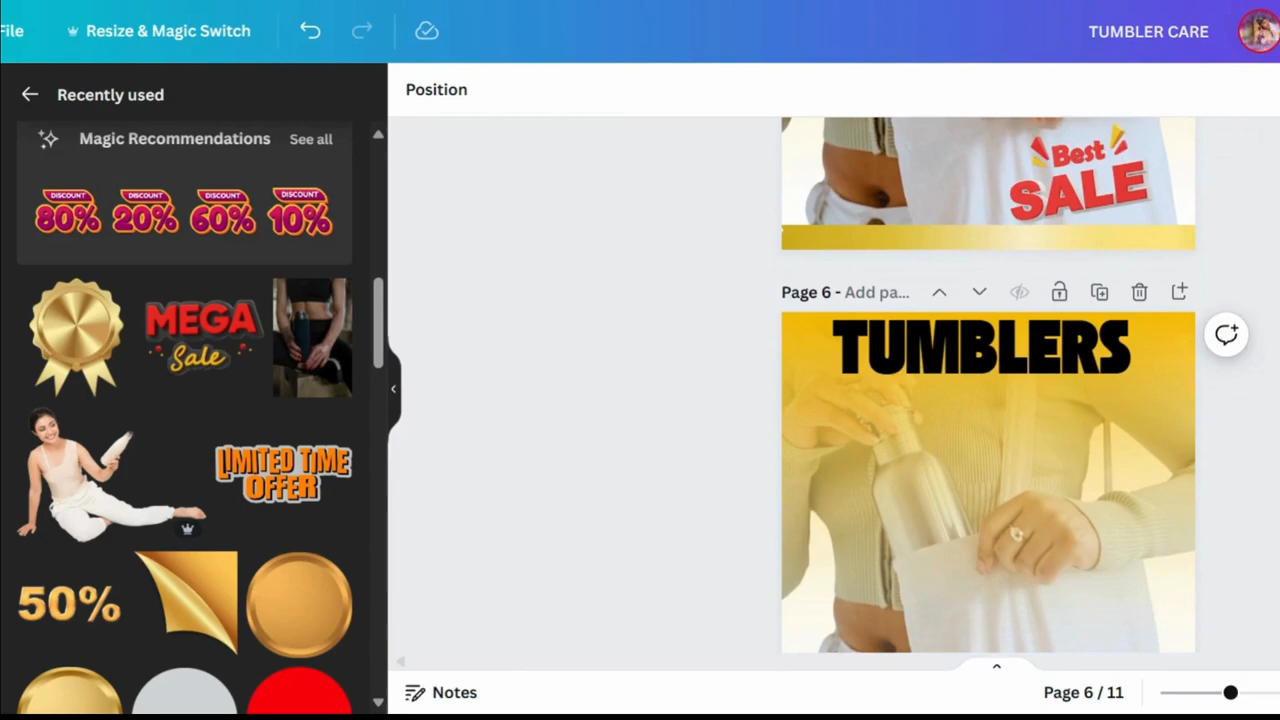 File
Resize & Magic Switch
TUMBLER CARE
Recently used
Position
Magic Recommendations
See all
DISCOUNT
80%
DISCOUNT
20%
DISCOUNT
60%
DISCOUNT
10%
MEGA
Sale
LIMITED TIME
OFFER
50%
Best
SALE
Page 6 - Add pa...
TUMBLERS
Notes
Page 6 / 11